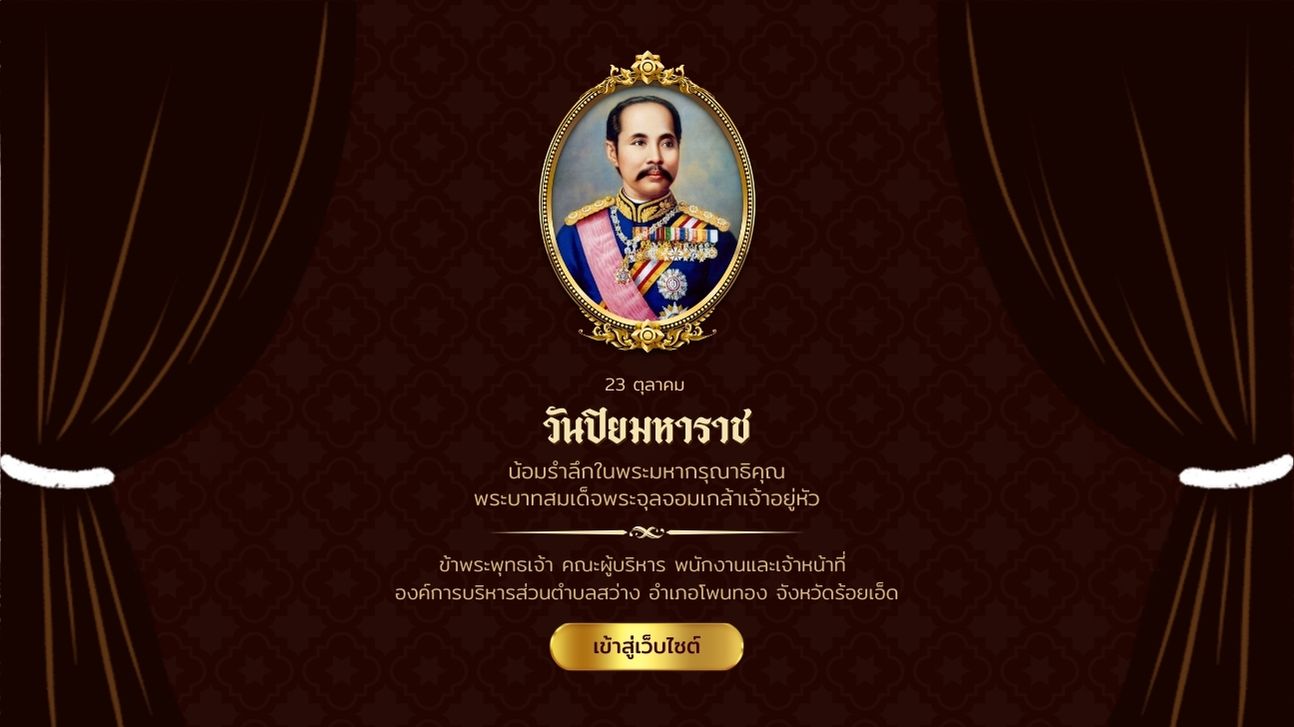 23 ตุลาคม
วันปิยมหาราช
น้อมรำลึกในพระมหากรุณาธิคุณ
พระบาทสมเด็จพระจุลจอมเกล้าเจ้าอยู่หัว
ข้าพระพุทธเจ้า คณะผู้บริหาร พนักงานและเจ้าหน้าที่
องค์การบริหารส่วนตำบลสว่าง อำเภอโพนทอง จังหวัดร้อยเอ็ด
เข้าสู่เว็บไซต์